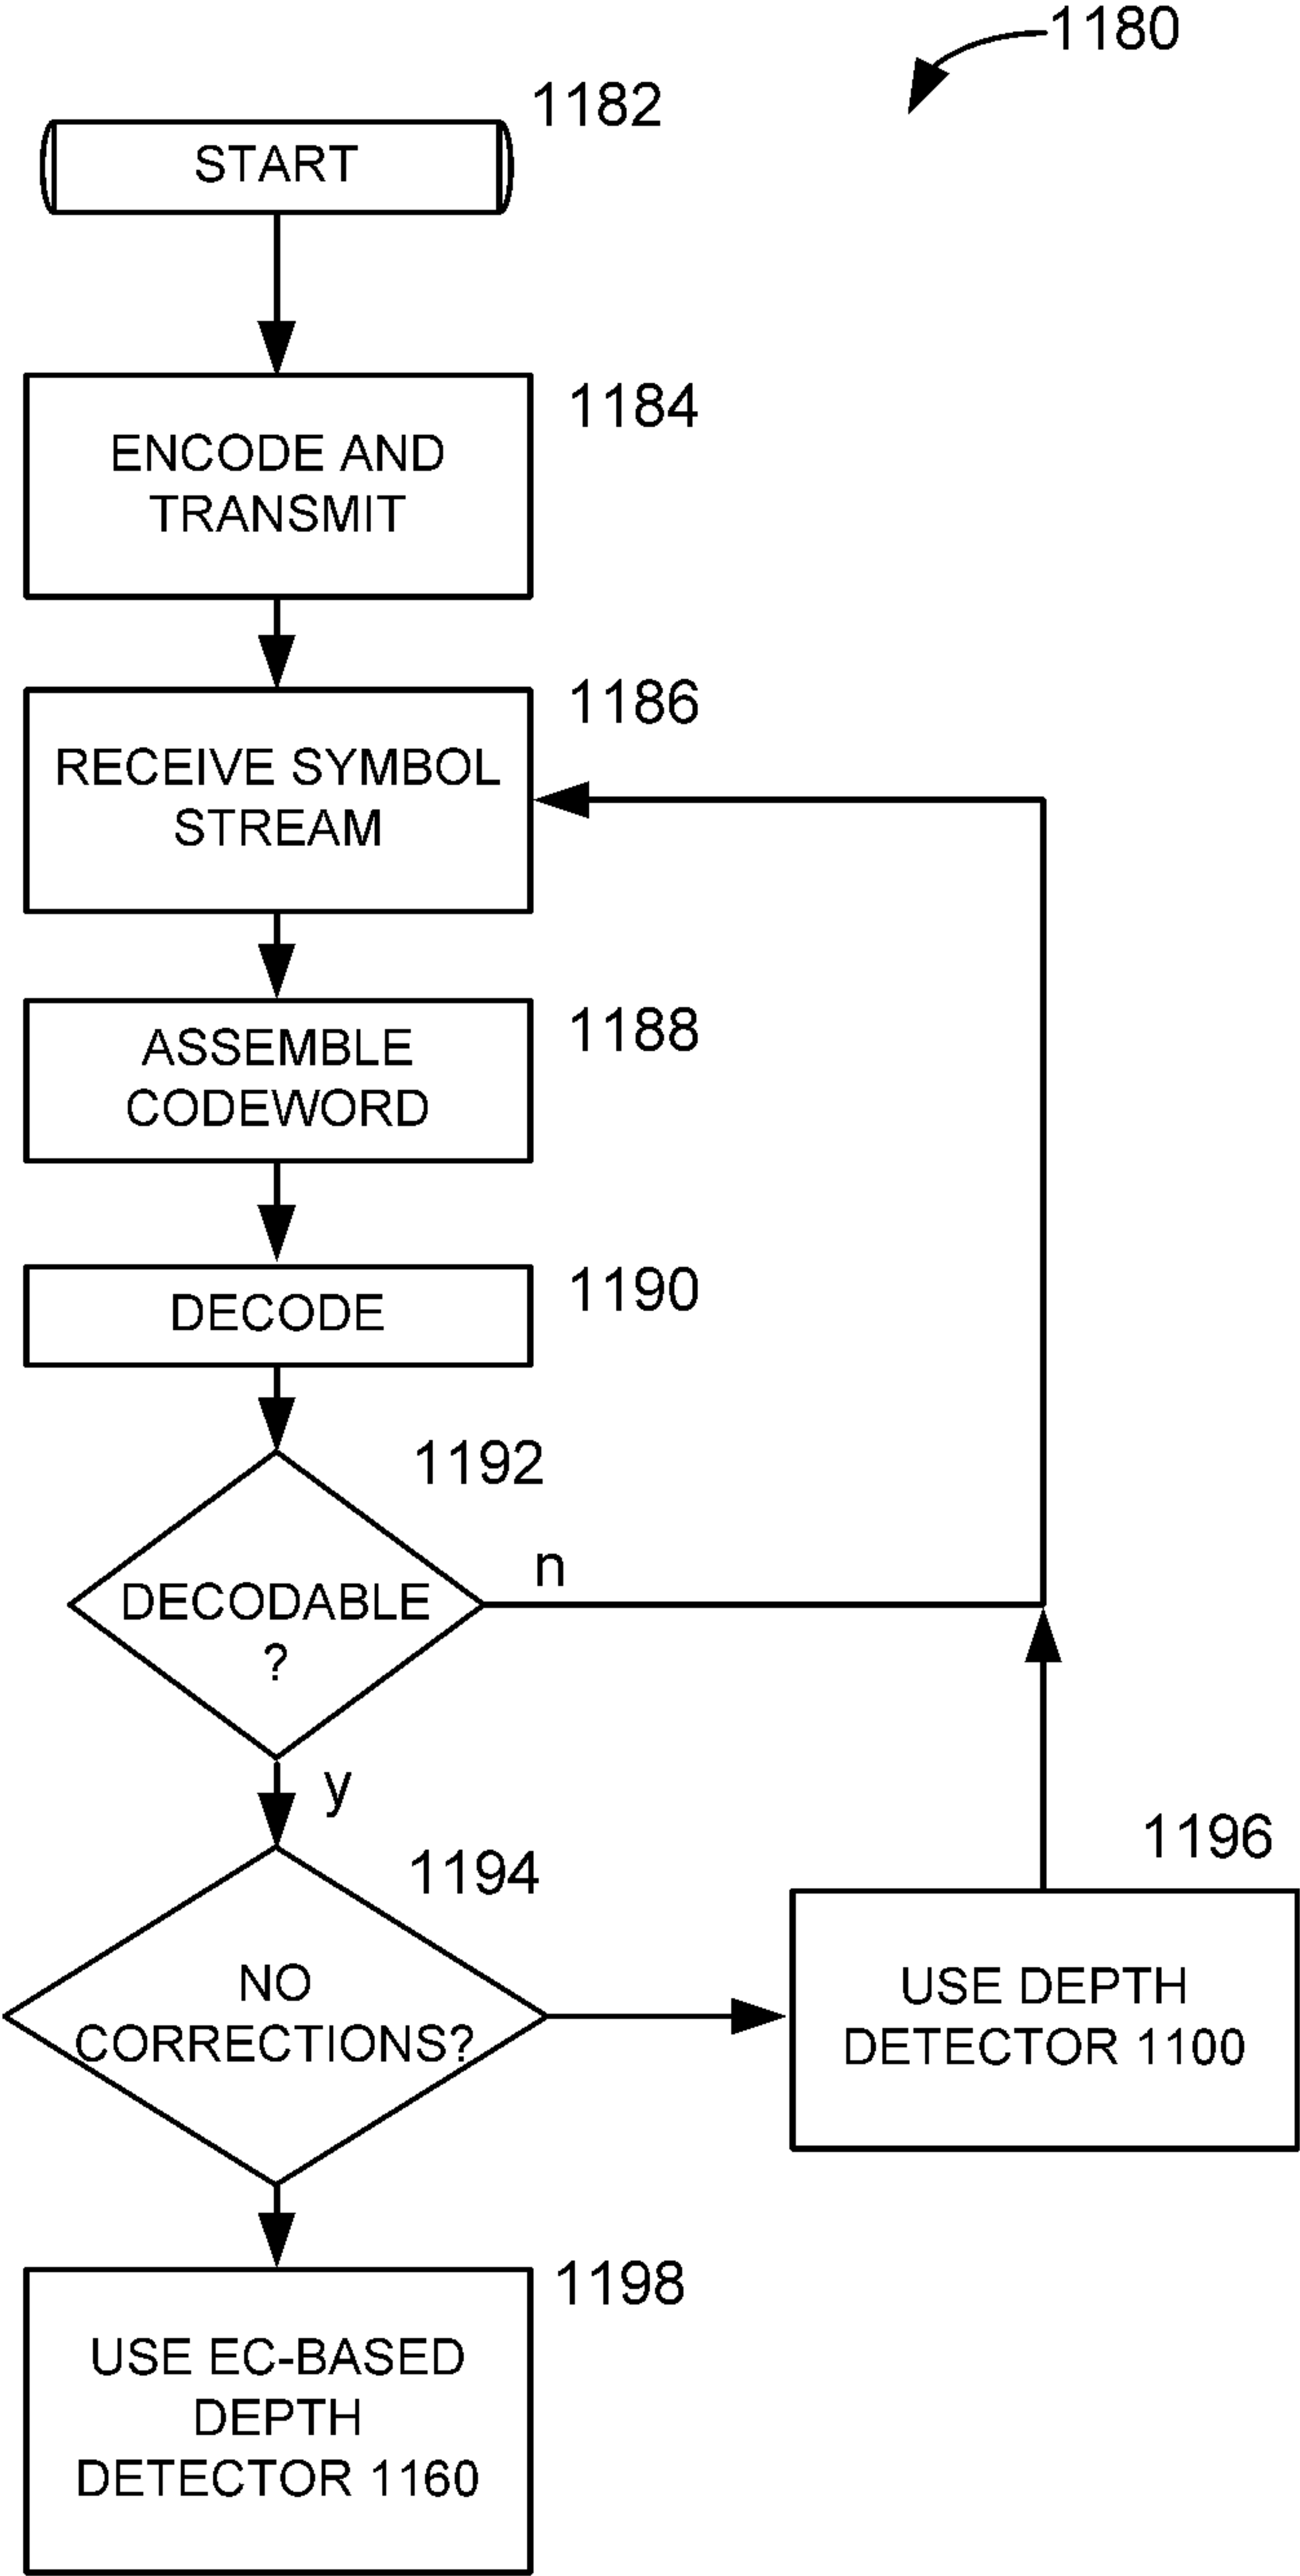 1180
1182
START
1184
ENCODE AND
TRANSMIT
1186
RECEIVE SYMBOL
STREAM
1188
ASSEMBLE
CODEWORD
1190
DECODE
1192
n
DECODABLE
?
y
1194
1196
NO
CORRECTIONS?
USE DEPTH
DETECTOR 1100
1198
USE EC-BASED
DEPTH
DETECTOR 1160